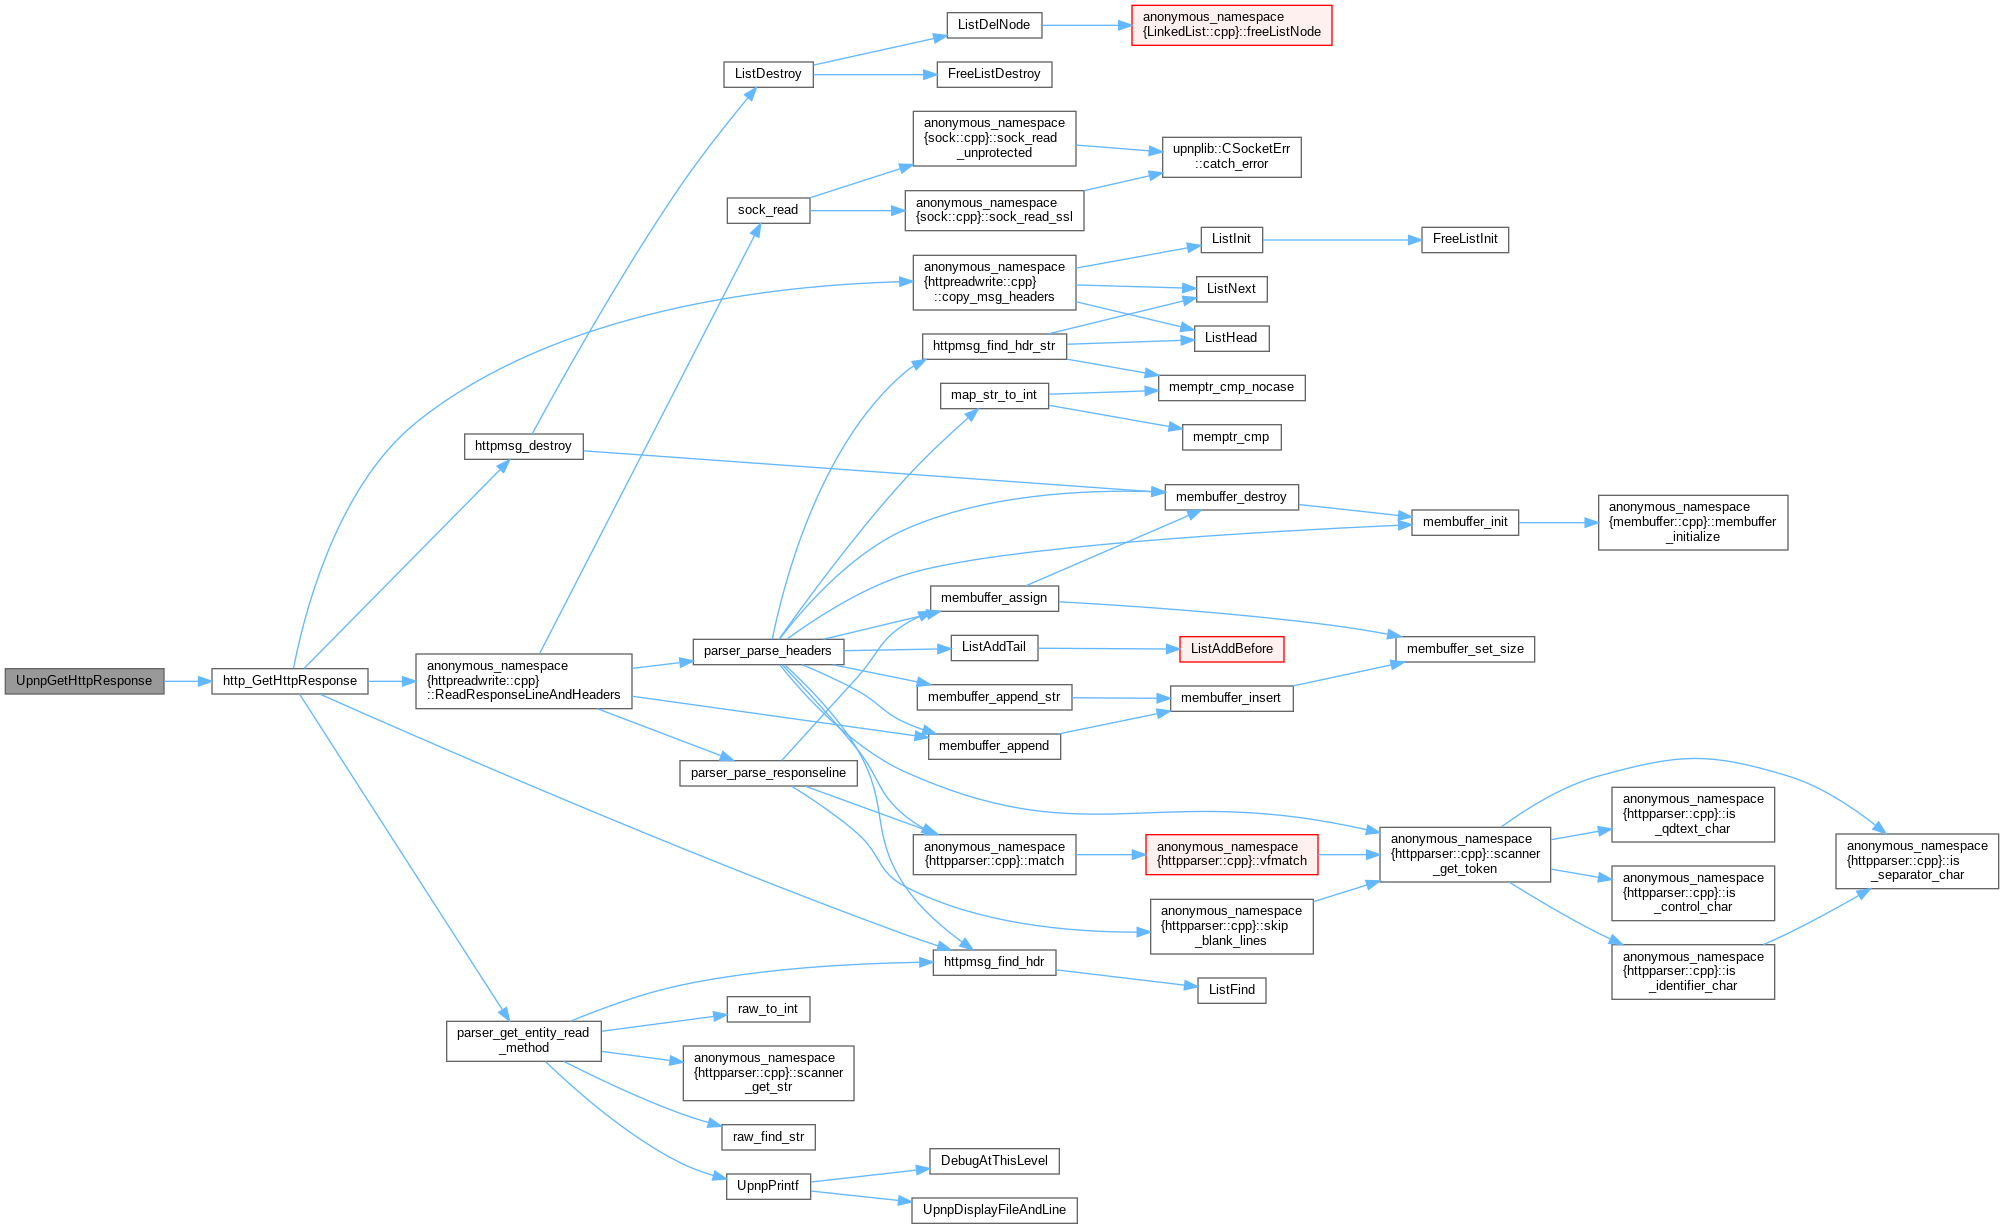 ListDelNode
anonymous_namespace
{LinkedList::cpp}::freeListNode
ListDestroy
FreeListDestroy
anonymous_namespace
{sock::cpp}::sock_read
_unprotected
upnplib::CSocketErr
::catch_error
sock_read
anonymous_namespace
{sock::cpp}::sock_read_ssl
ListInit
FreeListInit
anonymous_namespace
{httpreadwrite::cpp}
::copy_msg_headers
ListNext
httpmsg_find_hdr_str
ListHead
map_str_to_int
memptr_cmp_nocase
memptr_cmp
httpmsg_destroy
membuffer_destroy
membuffer_init
anonymous_namespace
{membuffer::cpp}::membuffer
_initialize
membuffer_assign
UpnpGetHttpResponse
http_GetHttpResponse
anonymous_namespace
{httpreadwrite::cpp}
::ReadResponseLineAndHeaders
parser_parse_headers
ListAddTail
ListAddBefore
membuffer_set_size
membuffer_append_str
membuffer_insert
membuffer_append
parser_parse_responseline
anonymous_namespace
{httpparser::cpp}::match
anonymous_namespace
{httpparser::cpp}::vfmatch
anonymous_namespace
{httpparser::cpp}::scanner
_get_token
anonymous_namespace
{httpparser::cpp}::is
_qdtext_char
anonymous_namespace
{httpparser::cpp}::is
_separator_char
anonymous_namespace
{httpparser::cpp}::is
_control_char
anonymous_namespace
{httpparser::cpp}::skip
_blank_lines
anonymous_namespace
{httpparser::cpp}::is
_identifier_char
httpmsg_find_hdr
ListFind
parser_get_entity_read
_method
raw_to_int
anonymous_namespace
{httpparser::cpp}::scanner
_get_str
raw_find_str
UpnpPrintf
DebugAtThisLevel
UpnpDisplayFileAndLine